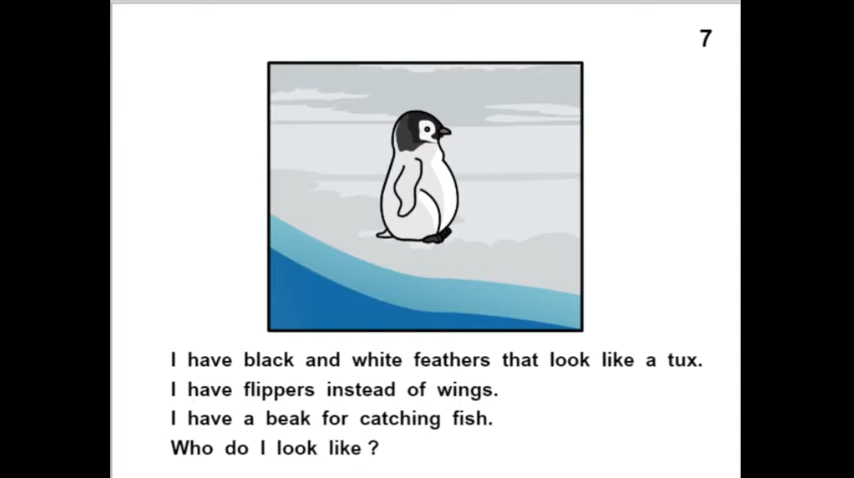 7
I have black and white feathers that look like a tux.
I have flippers instead of wings.
I have a beak for catching fish.
Who do I look like ?